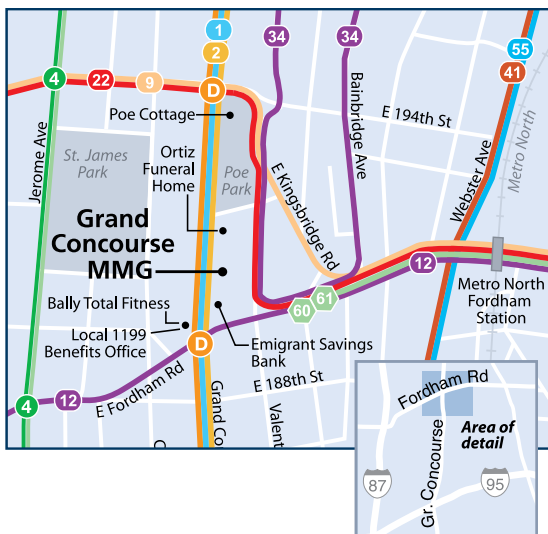 34
34
1
2
55
41
4
22
9
D
Poe Cottage
E 194th St
Bainbridge Ave
Metro North
Webster Ave
Jerome Ave
St. James
Park
Ortiz
Funeral
Home
Poe
Park
E Kingsbridge Rd
Grand
Concourse
MMG
12
61
60
Metro North
Fordham
Station
Bally Total Fitness
Local 1199
Benefits Office
D
Emigrant Savings
Bank
E 188th St
4
12
E Fordham Rd
Grand Co
Valent
C
Fordham Rd
Area of
detail
Gr. Concourse
87
95